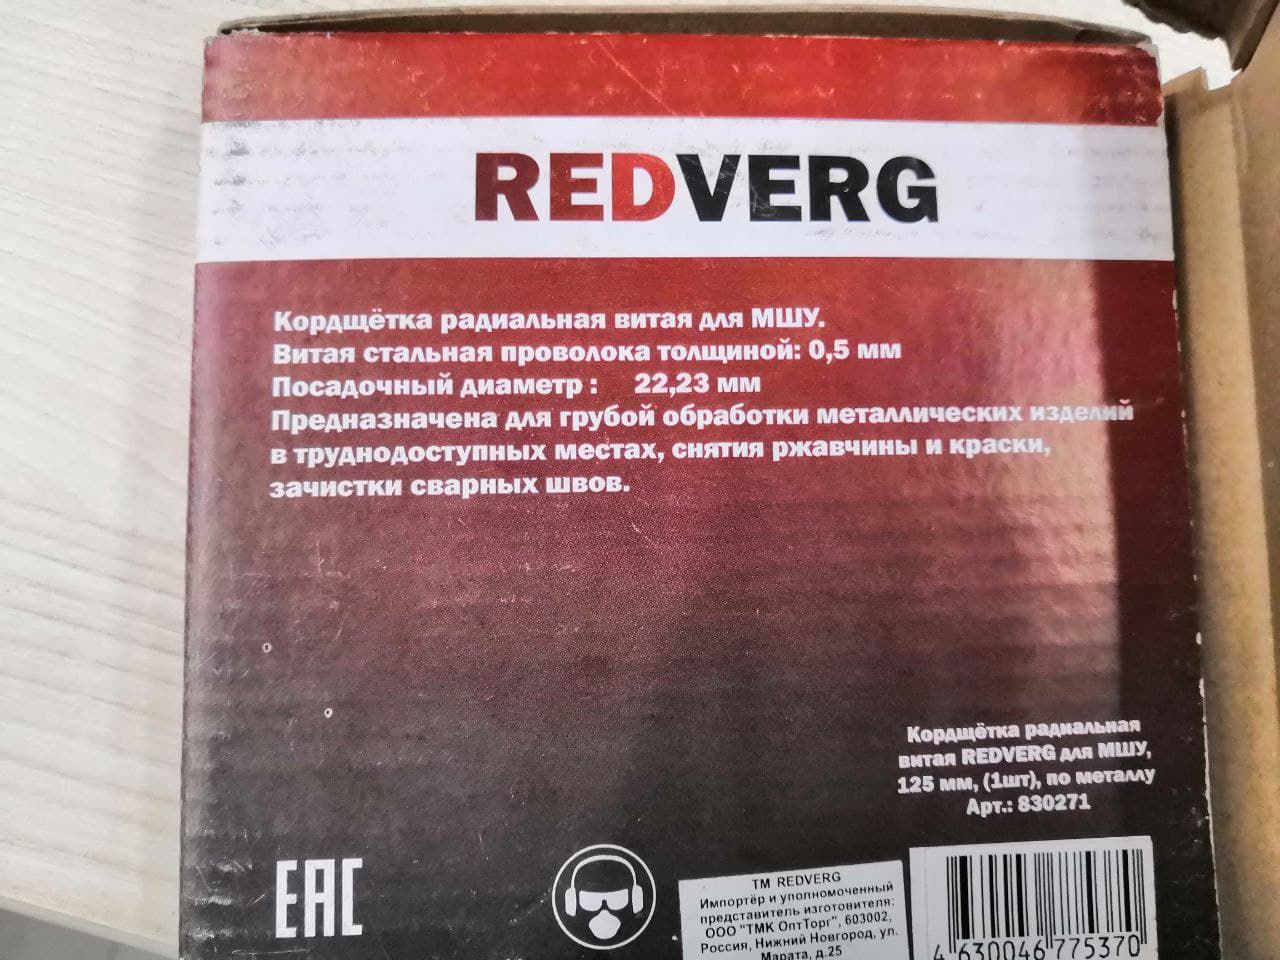 REDVERG
Кордщётка радиальная витая для МШУ.
Витая стальная проволока толщиной: 0,5 мм
Посадочный диаметр : 22,23 мм
Предназначена для грубой обработки металлических изделий
в труднодоступных местах, снятия ржавчины и краски,
зачистки сварных швов.
Кордщётка радиальная
витая REDVERG для МШУ,
125 мм, (1шт), по металлу
Арт.: 830271
EAC
ТМ REDVERG
Импортёр и уполномоченный
представитель изготовителя:
ООО "ТМК ОптТорг", 603002,
Россия, Нижний Новгород, ул.
Марата, д.25
4 630046 775370